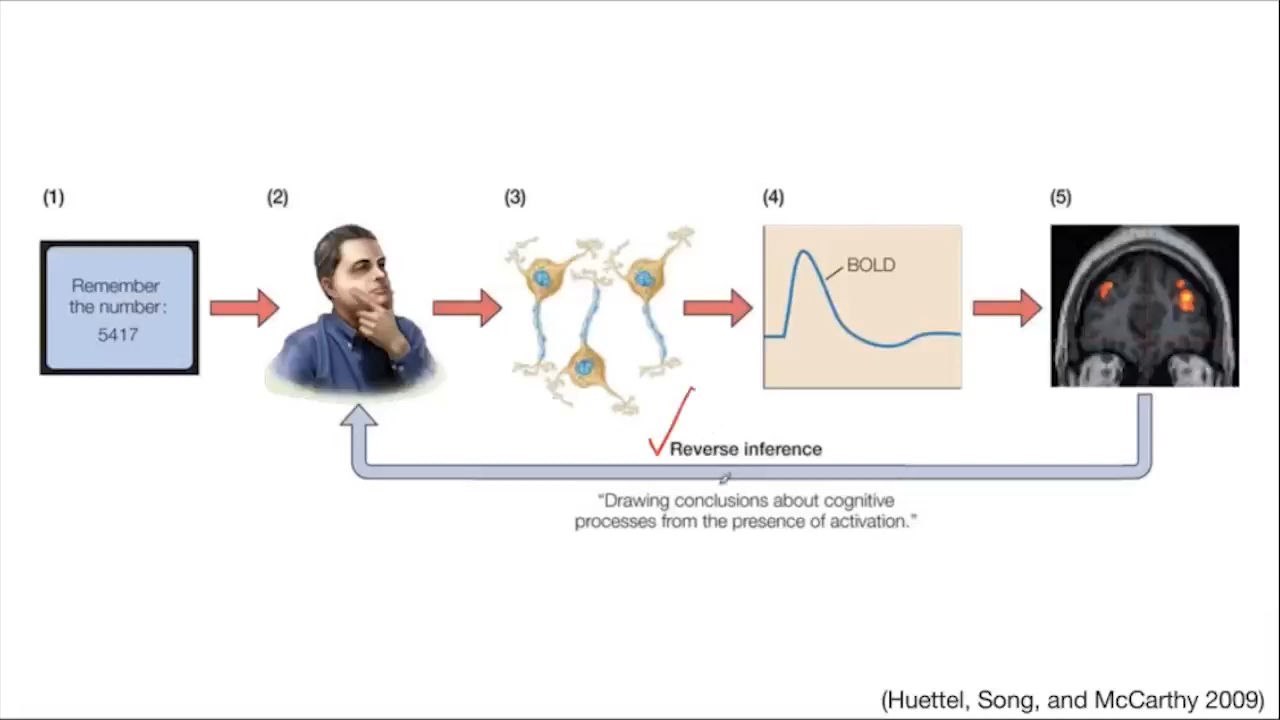 (1)
(2)
(3)
(4)
(5)
Remember
the number:
5417
BOLD
Reverse inference
“Drawing conclusions about cognitive
processes from the presence of activation.”
(Huettel, Song, and McCarthy 2009)